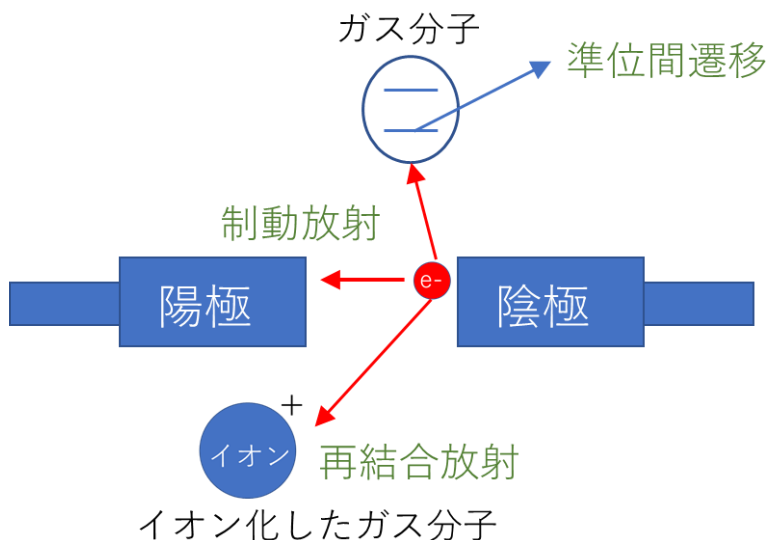 ガス分子
準位間遷移
制動放射
e-
陽極
陰極
+
イオン
再結合放射
イオン化したガス分子